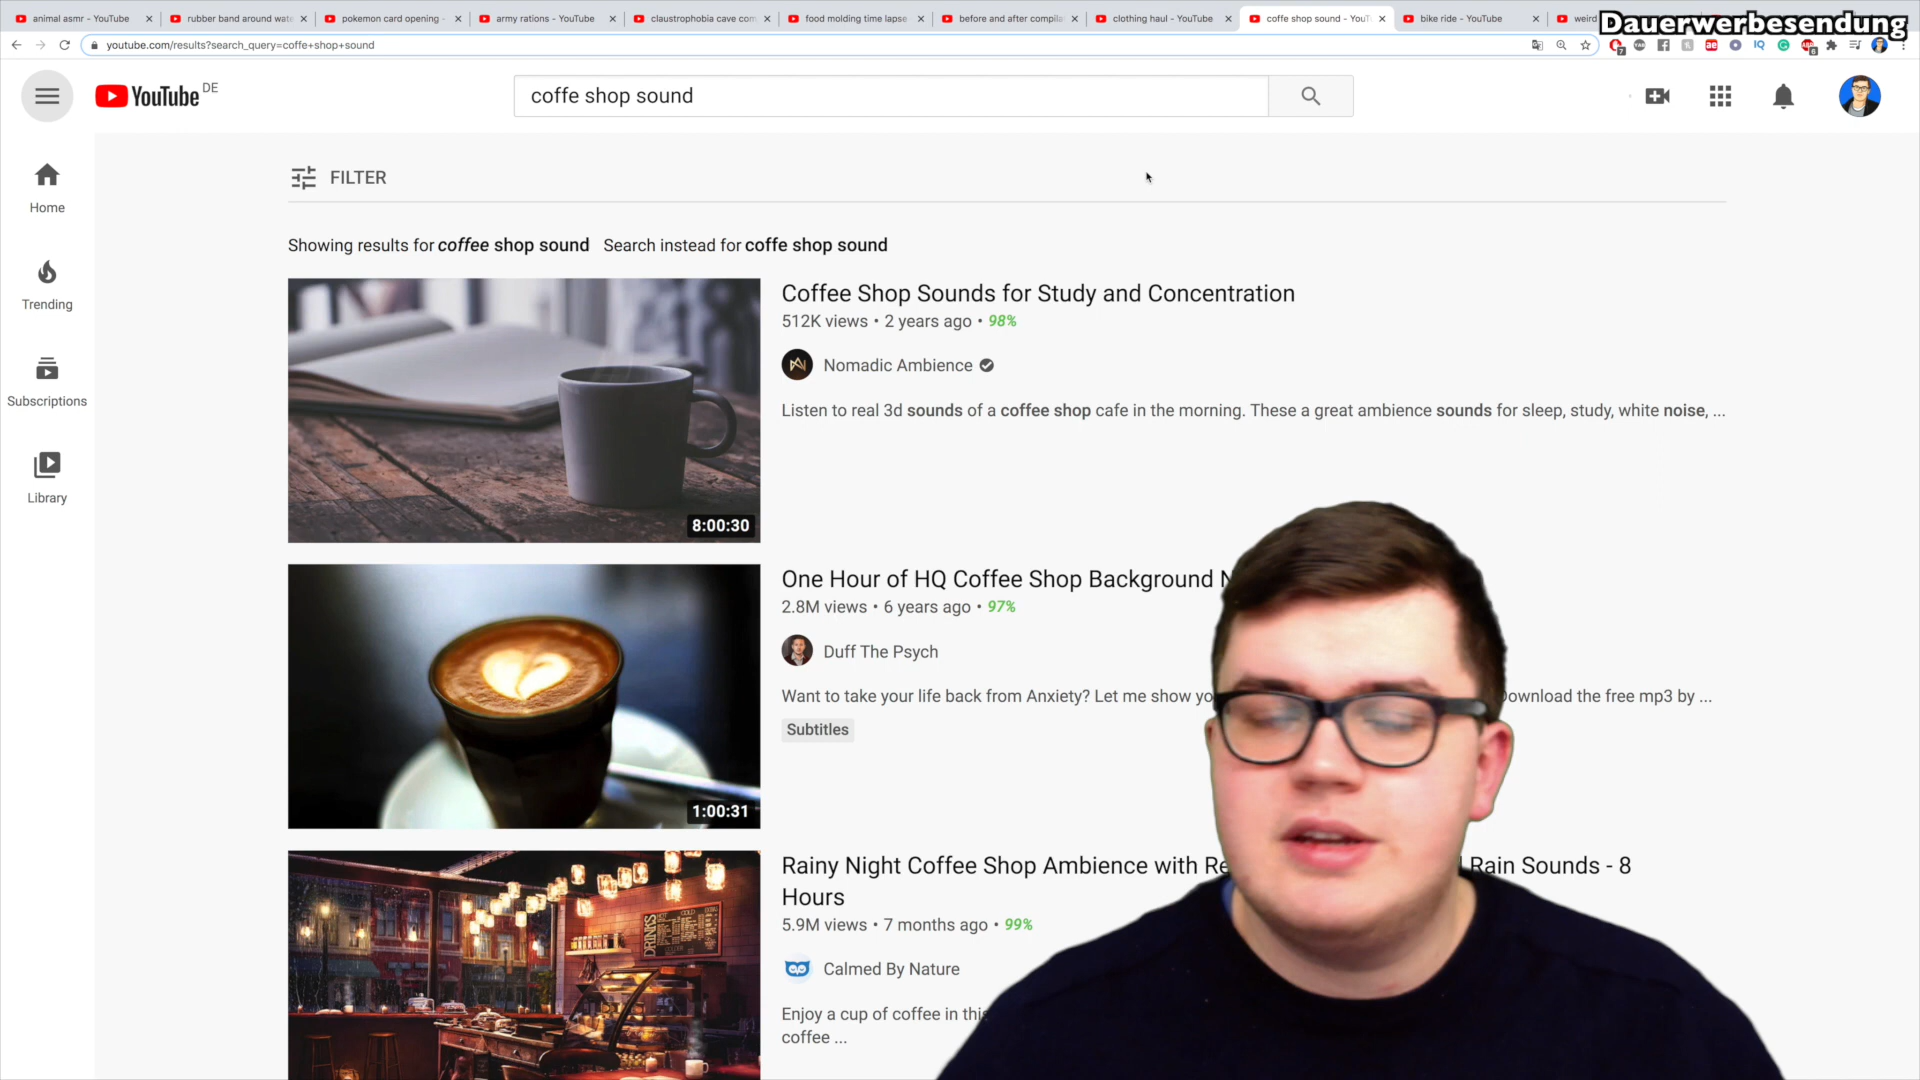 animal asmr - YouTube
rubber band around wate
pokemon card opening -
army rations - YouTube
claustrophobia cave com
food molding time lapse
before and after compila
clothing haul - YouTube
coffe shop sound - YouT
bike ride - YouTube
weird
Dauerwerbesendung
youtube.com/results?search_query=coffe+shop+sound
YouTube DE
coffe shop sound
Home
Trending
Subscriptions
Library
FILTER
Showing results for coffee shop sound Search instead for coffe shop sound
8:00:30
Coffee Shop Sounds for Study and Concentration
512K views • 2 years ago • 98%
Nomadic Ambience
Listen to real 3d sounds of a coffee shop cafe in the morning. These a great ambience sounds for sleep, study, white noise, ...
1:00:31
One Hour of HQ Coffee Shop Background
2.8M views • 6 years ago • 97%
Duff The Psych
Want to take your life back from Anxiety? Let me show yo Download the free mp3 by ...
Subtitles
DRINKS
Rainy Night Coffee Shop Ambience with Re Rain Sounds - 8
Hours
5.9M views • 7 months ago • 99%
Calmed By Nature
Enjoy a cup of coffee in this
coffee ...